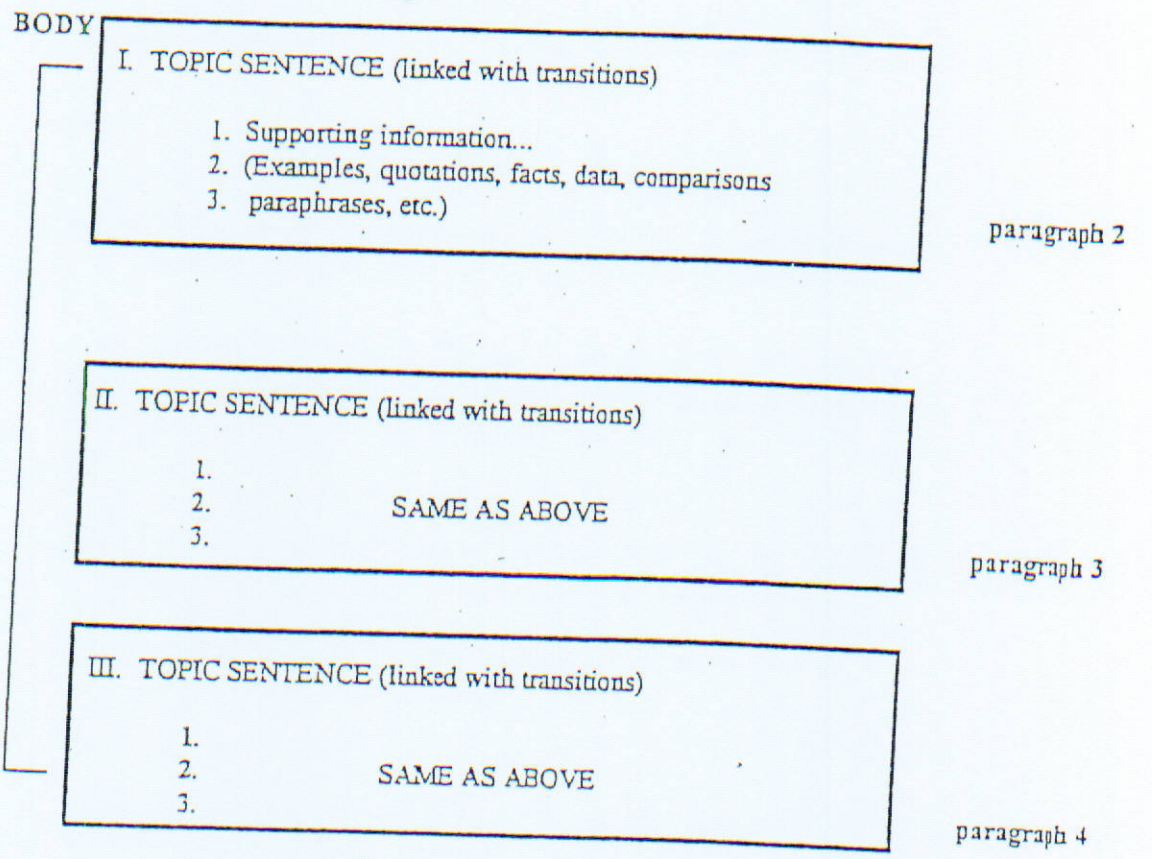 BODY
I. TOPIC SENTENCE (linked with transitions)
1. Supporting information...
2. (Examples, quotations, facts, data, comparisons
3. paraphrases, etc.)
paragraph 2
II. TOPIC SENTENCE (linked with transitions)
1.
2. SAME AS ABOVE
3.
paragraph 3
III. TOPIC SENTENCE (linked with transitions)
1.
2. SAME AS ABOVE
3.
paragraph 4